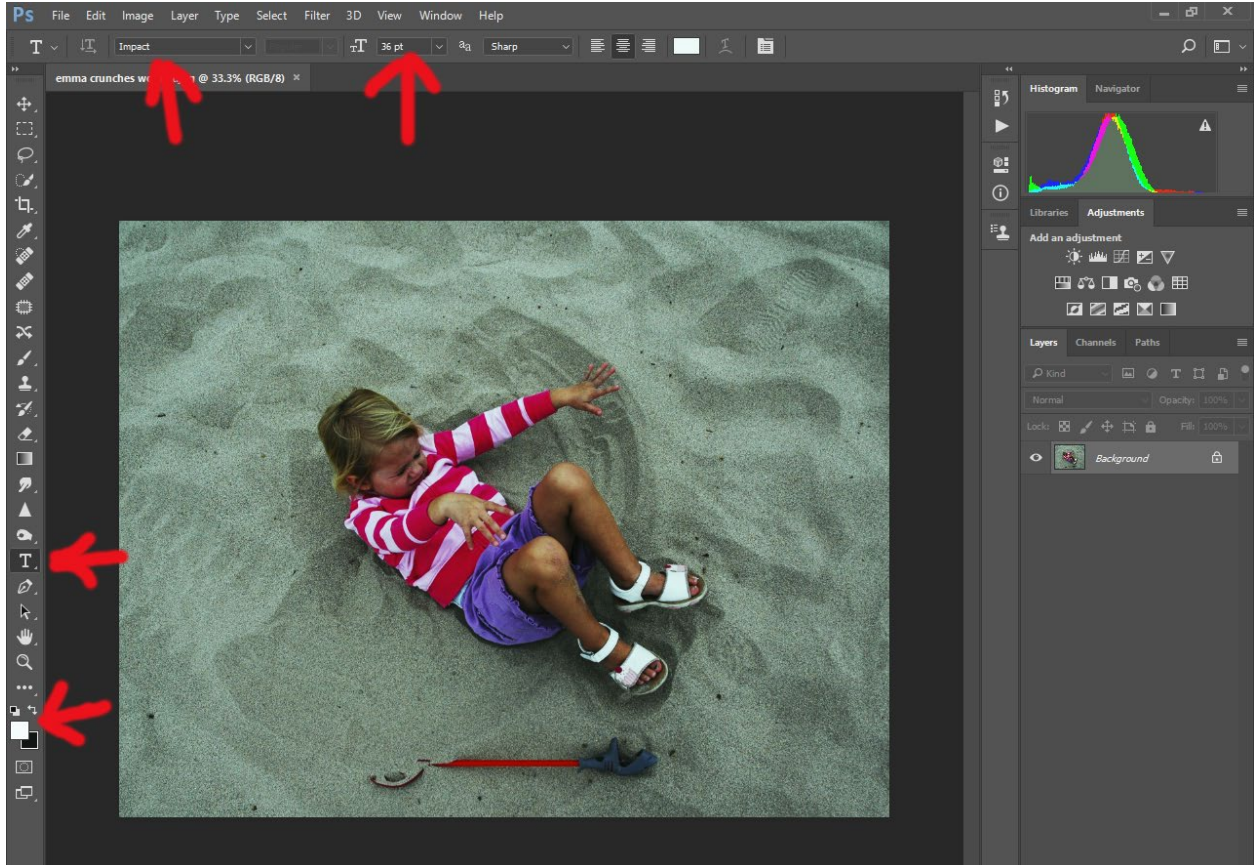 Ps File Edit Image Layer Type Select Filter 3D View Window Help
T Impact TT 36 pt aa Sharp
emma crunches @ 33.3% (RGB/8) ×
Histogram Navigator
Libraries Adjustments
Add an adjustment
Layers Channels Paths
Kind T
Normal Opacity: 100%
Lock: Fill: 100%
Background
T